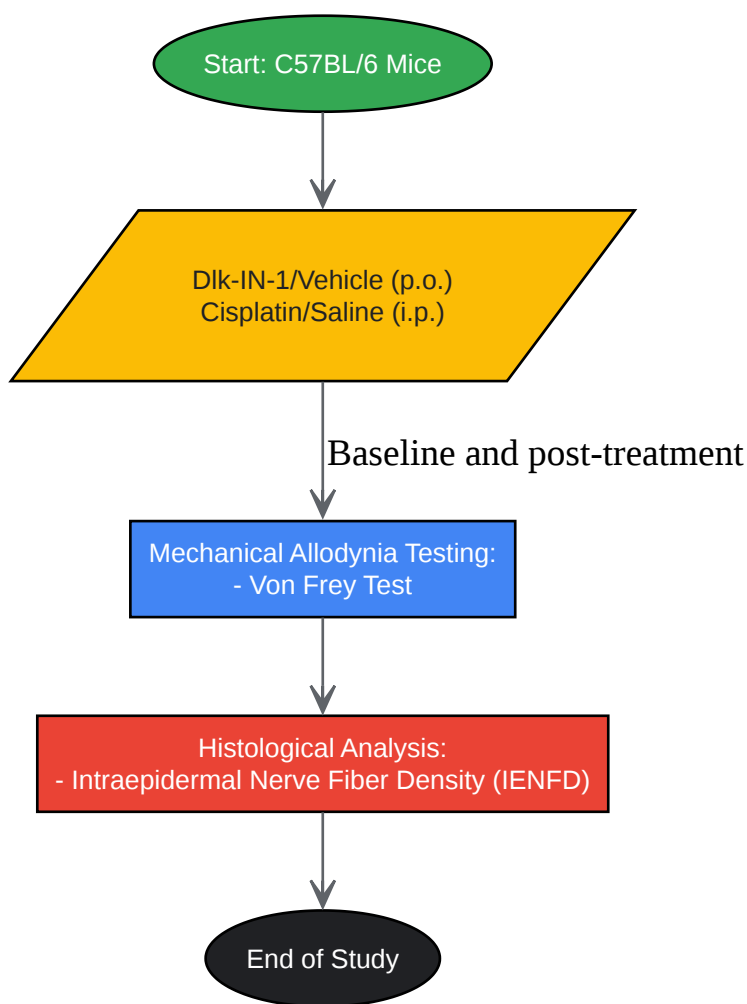 Start: C57BL/6 Mice
Dlk-IN-1/Vehicle (p.o.)
Cisplatin/Saline (i.p.)
Baseline and post-treatment
Mechanical Allodynia Testing:
- Von Frey Test
Histological Analysis:
- Intraepidermal Nerve Fiber Density (IENFD)
End of Study